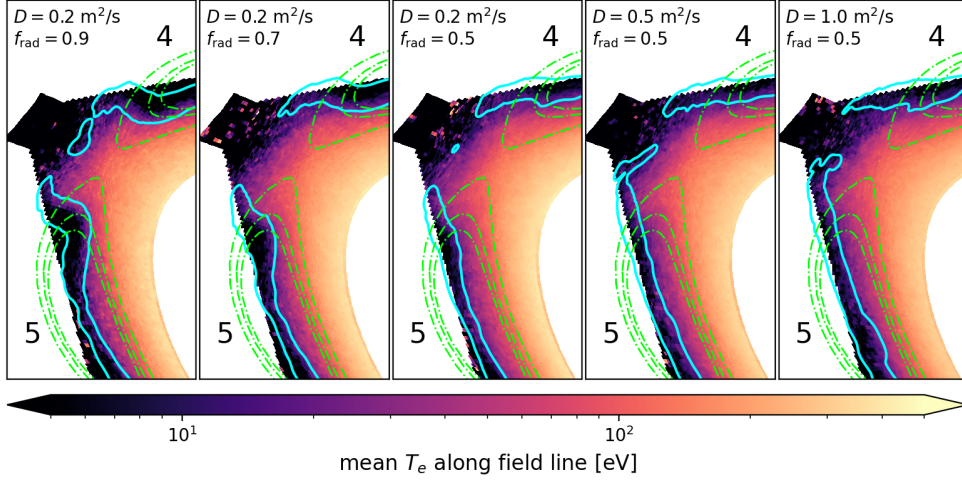 D = 0.2 m²/s
f_rad = 0.9
4
5
D = 0.2 m²/s
f_rad = 0.7
4
5
D = 0.2 m²/s
f_rad = 0.5
4
5
D = 0.5 m²/s
f_rad = 0.5
4
5
D = 1.0 m²/s
f_rad = 0.5
4
5
10¹ 10²
mean T_e along field line [eV]